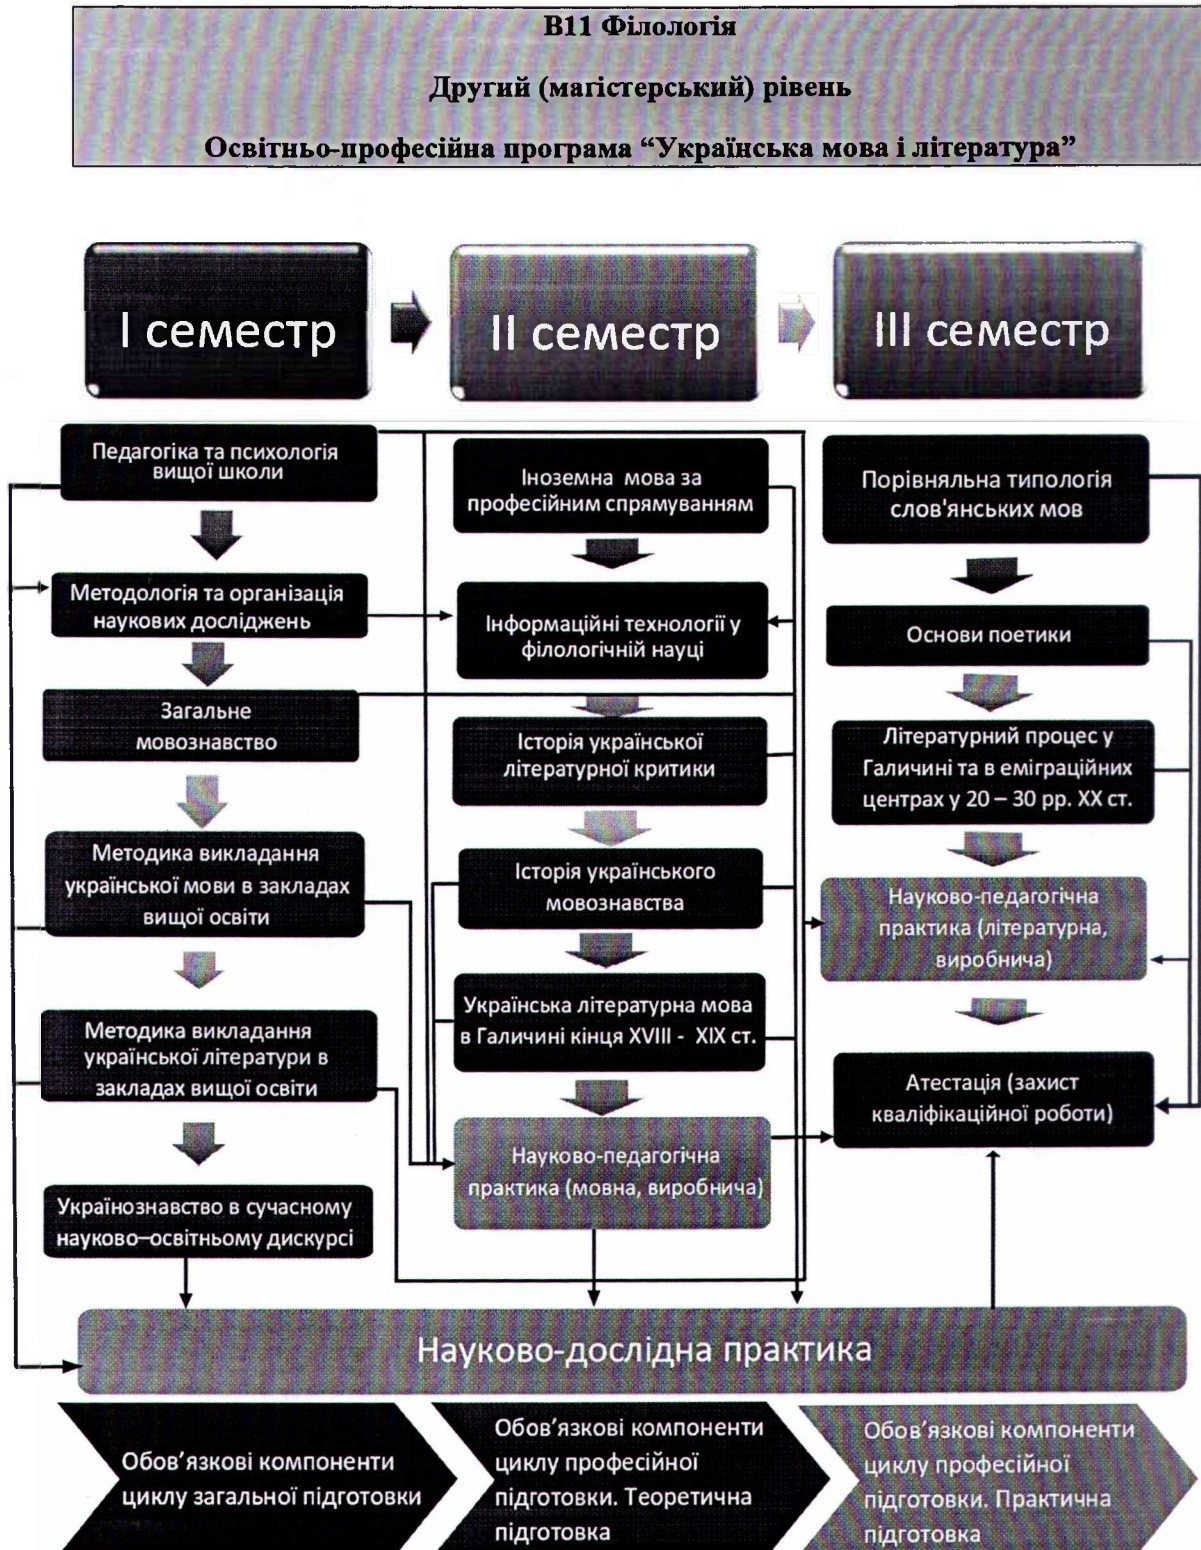 В11 Філологія
Другий (магістерський) рівень
Освітньо-професійна програма “Українська мова і література”
І семестр
ІІ семестр
ІІІ семестр
Педагогіка та психологія
вищої школи
Методологія та організація
наукових досліджень
Загальне
мовознавство
Методика викладання
української мови в закладах
вищої освіти
Методика викладання
української літератури в
закладах вищої освіти
Українознавство в сучасному
науково–освітньому дискурсі
Іноземна мова за
професійним спрямуванням
Інформаційні технології у
філологічній науці
Історія української
літературної критики
Історія українського
мовознавства
Українська літературна мова
в Галичині кінця XVIII - XIX ст.
Науково-педагогічна
практика (мовна, виробнича)
Порівняльна типологія
слов'янських мов
Основи поетики
Літературний процес у
Галичині та в еміграційних
центрах у 20 – 30 рр. XX ст.
Науково-педагогічна
практика (літературна,
виробнича)
Атестація (захист
кваліфікаційної роботи)
Науково-дослідна практика
Обов’язкові компоненти
циклу загальної підготовки
Обов’язкові компоненти
циклу професійної
підготовки. Теоретична
підготовка
Обов’язкові компоненти
циклу професійної
підготовки. Практична
підготовка